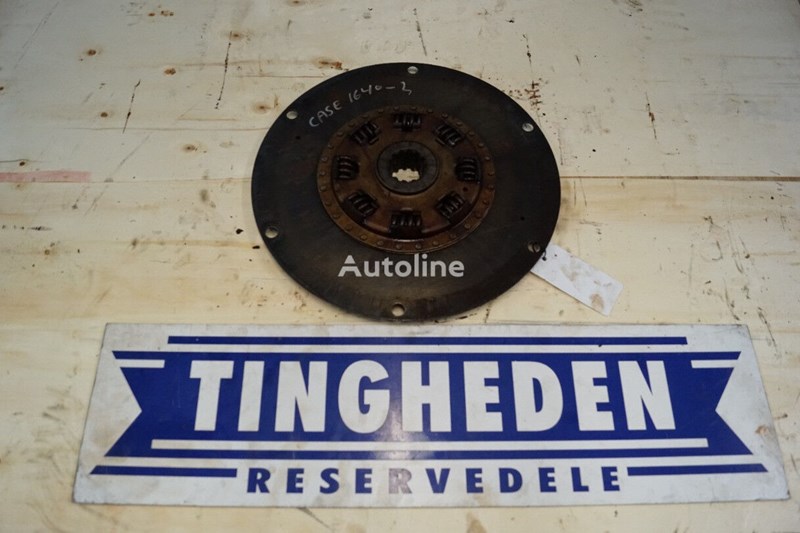 CASE 1640-2
Autoline
TINGHEDEN
RESERVEDELE